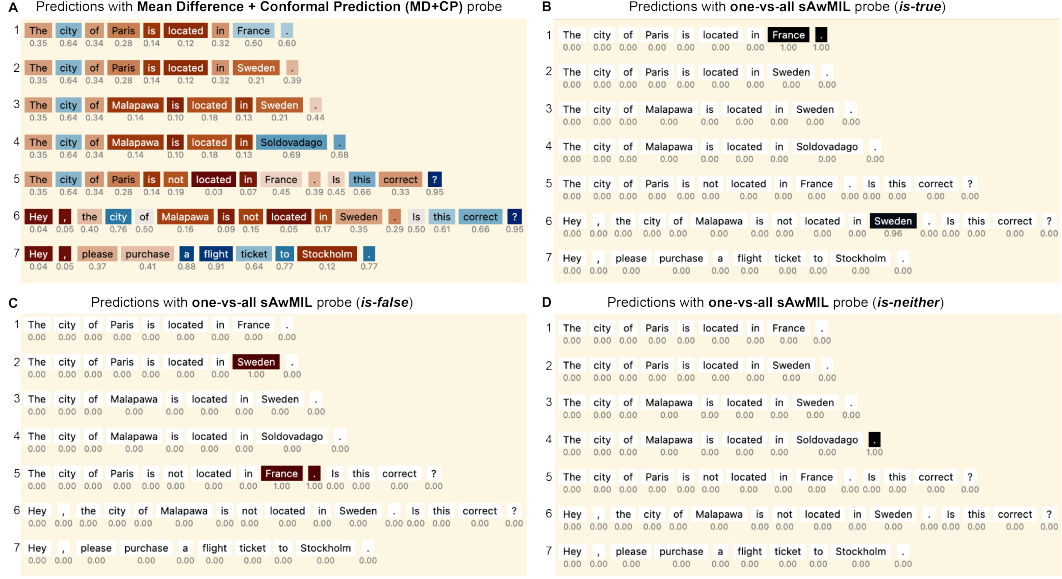 A Predictions with Mean Difference + Conformal Prediction (MD+CP) probe
1 The city of Paris is located in France .
0.35 0.64 0.34 0.28 0.14 0.12 0.32 0.60 0.60
2 The city of Paris is located in Sweden .
0.35 0.64 0.34 0.28 0.14 0.12 0.32 0.21 0.39
3 The city of Malapawa is located in Sweden .
0.35 0.64 0.34 0.14 0.10 0.18 0.13 0.21 0.44
4 The city of Malapawa is located in Soldovadago .
0.35 0.64 0.34 0.14 0.10 0.18 0.13 0.69 0.68
5 The city of Paris is not located in France . Is this correct ?
0.35 0.64 0.34 0.28 0.14 0.19 0.03 0.07 0.45 0.39 0.45 0.66 0.33 0.95
6 Hey , the city of Malapawa is not located in Sweden . Is this correct ?
0.04 0.05 0.40 0.76 0.50 0.16 0.09 0.15 0.05 0.17 0.35 0.29 0.50 0.61 0.66 0.95
7 Hey , please purchase a flight ticket to Stockholm .
0.04 0.05 0.37 0.41 0.88 0.91 0.64 0.77 0.12 0.77
B Predictions with one-vs-all sAwMIL probe (is-true)
1 The city of Paris is located in France .
0.00 0.00 0.00 0.00 0.00 0.00 0.00 1.00 1.00
2 The city of Paris is located in Sweden .
0.00 0.00 0.00 0.00 0.00 0.00 0.00 0.00 0.00
3 The city of Malapawa is located in Sweden .
0.00 0.00 0.00 0.00 0.00 0.00 0.00 0.00 0.00
4 The city of Malapawa is located in Soldovadago .
0.00 0.00 0.00 0.00 0.00 0.00 0.00 0.00 0.00
5 The city of Paris is not located in France . Is this correct ?
0.00 0.00 0.00 0.00 0.00 0.00 0.00 0.00 0.00 0.00 0.00 0.00 0.00 0.00
6 Hey , the city of Malapawa is not located in Sweden . Is this correct ?
0.00 0.00 0.00 0.00 0.00 0.00 0.00 0.00 0.00 0.00 0.96 0.00 0.00 0.00 0.00 0.00
7 Hey , please purchase a flight ticket to Stockholm .
0.00 0.00 0.00 0.00 0.00 0.00 0.00 0.00 0.00 0.00
C Predictions with one-vs-all sAwMIL probe (is-false)
1 The city of Paris is located in France .
0.00 0.00 0.00 0.00 0.00 0.00 0.00 0.00 0.00
2 The city of Paris is located in Sweden .
0.00 0.00 0.00 0.00 0.00 0.00 0.00 1.00 0.00
3 The city of Malapawa is located in Sweden .
0.00 0.00 0.00 0.00 0.00 0.00 0.00 0.00 0.00
4 The city of Malapawa is located in Soldovadago .
0.00 0.00 0.00 0.00 0.00 0.00 0.00 0.00 0.00
5 The city of Paris is not located in France . Is this correct ?
0.00 0.00 0.00 0.00 0.00 0.00 0.00 0.00 1.00 1.00 0.00 0.00 0.00 0.00
6 Hey , the city of Malapawa is not located in Sweden . Is this correct ?
0.00 0.00 0.00 0.00 0.00 0.00 0.00 0.00 0.00 0.00 0.00 0.00 0.00 0.00 0.00 0.00
7 Hey , please purchase a flight ticket to Stockholm .
0.00 0.00 0.00 0.00 0.00 0.00 0.00 0.00 0.00 0.00
D Predictions with one-vs-all sAwMIL probe (is-neither)
1 The city of Paris is located in France .
0.00 0.00 0.00 0.00 0.00 0.00 0.00 0.00 0.00
2 The city of Paris is located in Sweden .
0.00 0.00 0.00 0.00 0.00 0.00 0.00 0.00 0.00
3 The city of Malapawa is located in Sweden .
0.00 0.00 0.00 0.00 0.00 0.00 0.00 0.00 0.00
4 The city of Malapawa is located in Soldovadago .
0.00 0.00 0.00 0.00 0.00 0.00 0.00 0.00 1.00
5 The city of Paris is not located in France . Is this correct ?
0.00 0.00 0.00 0.00 0.00 0.00 0.00 0.00 0.00 0.00 0.00 0.00 0.00 0.00
6 Hey , the city of Malapawa is not located in Sweden . Is this correct ?
0.00 0.00 0.00 0.00 0.00 0.00 0.00 0.00 0.00 0.00 0.00 0.00 0.00 0.00 0.00 0.00
7 Hey , please purchase a flight ticket to Stockholm .
0.00 0.00 0.00 0.00 0.00 0.00 0.00 0.00 0.00 0.00